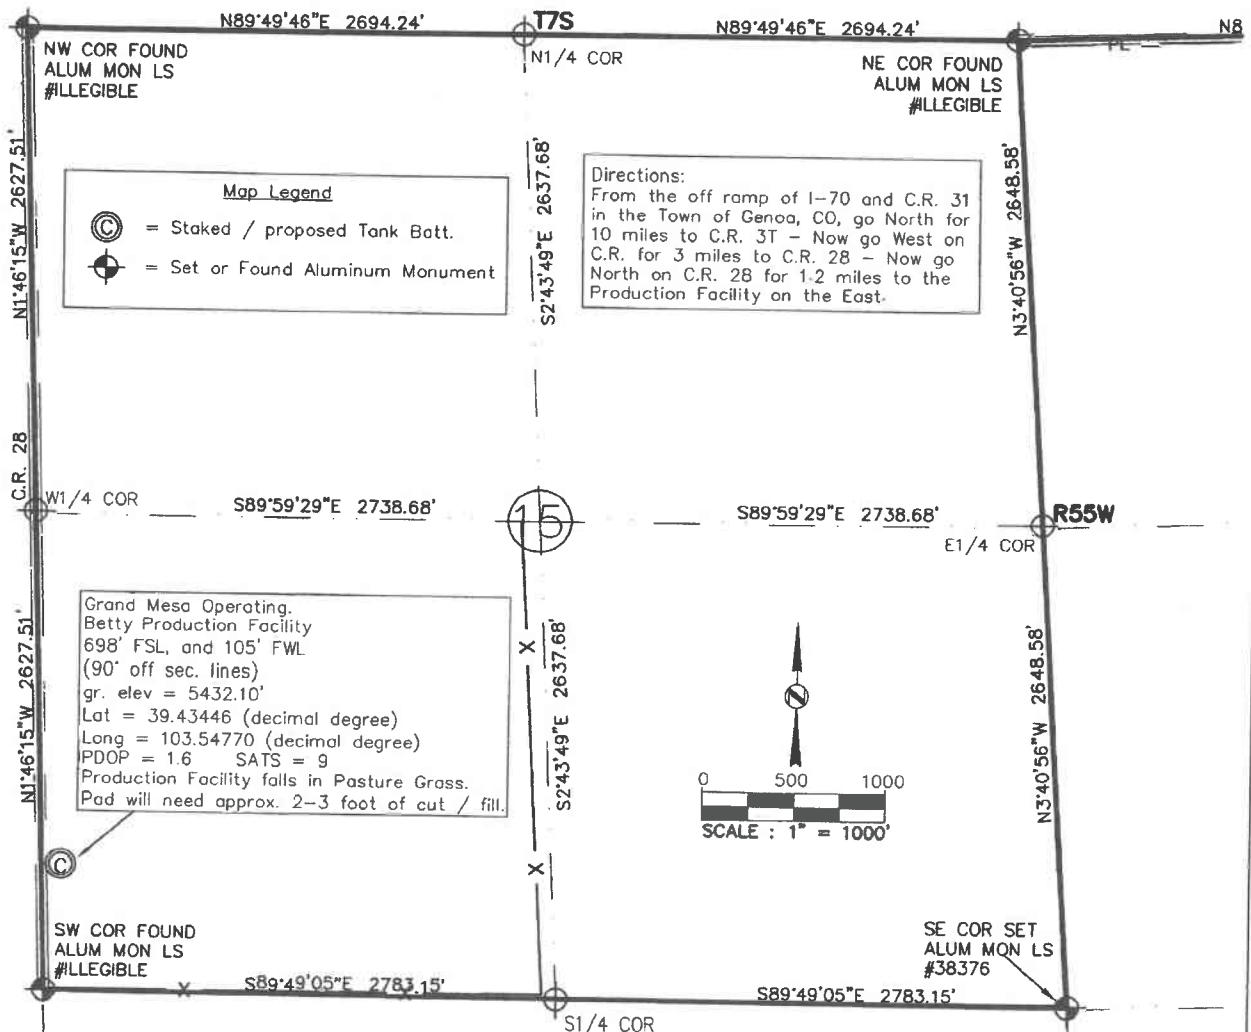 N89°49'46"E 2694.24'
T7S
N89°49'46"E 2694.24'
N8
NW COR FOUND
ALUM MON LS
#ILLEGIBLE
N1/4 COR
NE COR FOUND
ALUM MON LS
#ILLEGIBLE
PL
N1°46'15"W 2627.51'
Map Legend
C = Staked / proposed Tank Batt.
= Set or Found Aluminum Monument
S2°43'49"E 2637.68'
Directions:
From the off ramp of I-70 and C.R. 31
in the Town of Genoa, CO, go North for
10 miles to C.R. 3T - Now go West on
C.R. for 3 miles to C.R. 28 - Now go
North on C.R. 28 for 1.2 miles to the
Production Facility on the East.
N3°40'56"W 2648.58'
C.R. 28
W1/4 COR
S89°59'29"E 2738.68'
15
S89°59'29"E 2738.68'
R55W
E1/4 COR
N1°46'15"W 2627.51'
Grand Mesa Operating.
Betty Production Facility
698' FSL, and 105' FWL
(90° off sec. lines)
gr. elev = 5432.10'
Lat = 39.43446 (decimal degree)
Long = 103.54770 (decimal degree)
PDOP = 1.6 SATS = 9
Production Facility falls in Pasture Grass.
Pad will need approx. 2-3 foot of cut / fill.
X
S2°43'49"E 2637.68'
X
N
0 500 1000
SCALE : 1" = 1000'
N3°40'56"W 2648.58'
C
SW COR FOUND
ALUM MON LS
#ILLEGIBLE
SE COR SET
ALUM MON LS
#38376
X
S89°49'05"E 2783.15'
X
S89°49'05"E 2783.15'
S1/4 COR